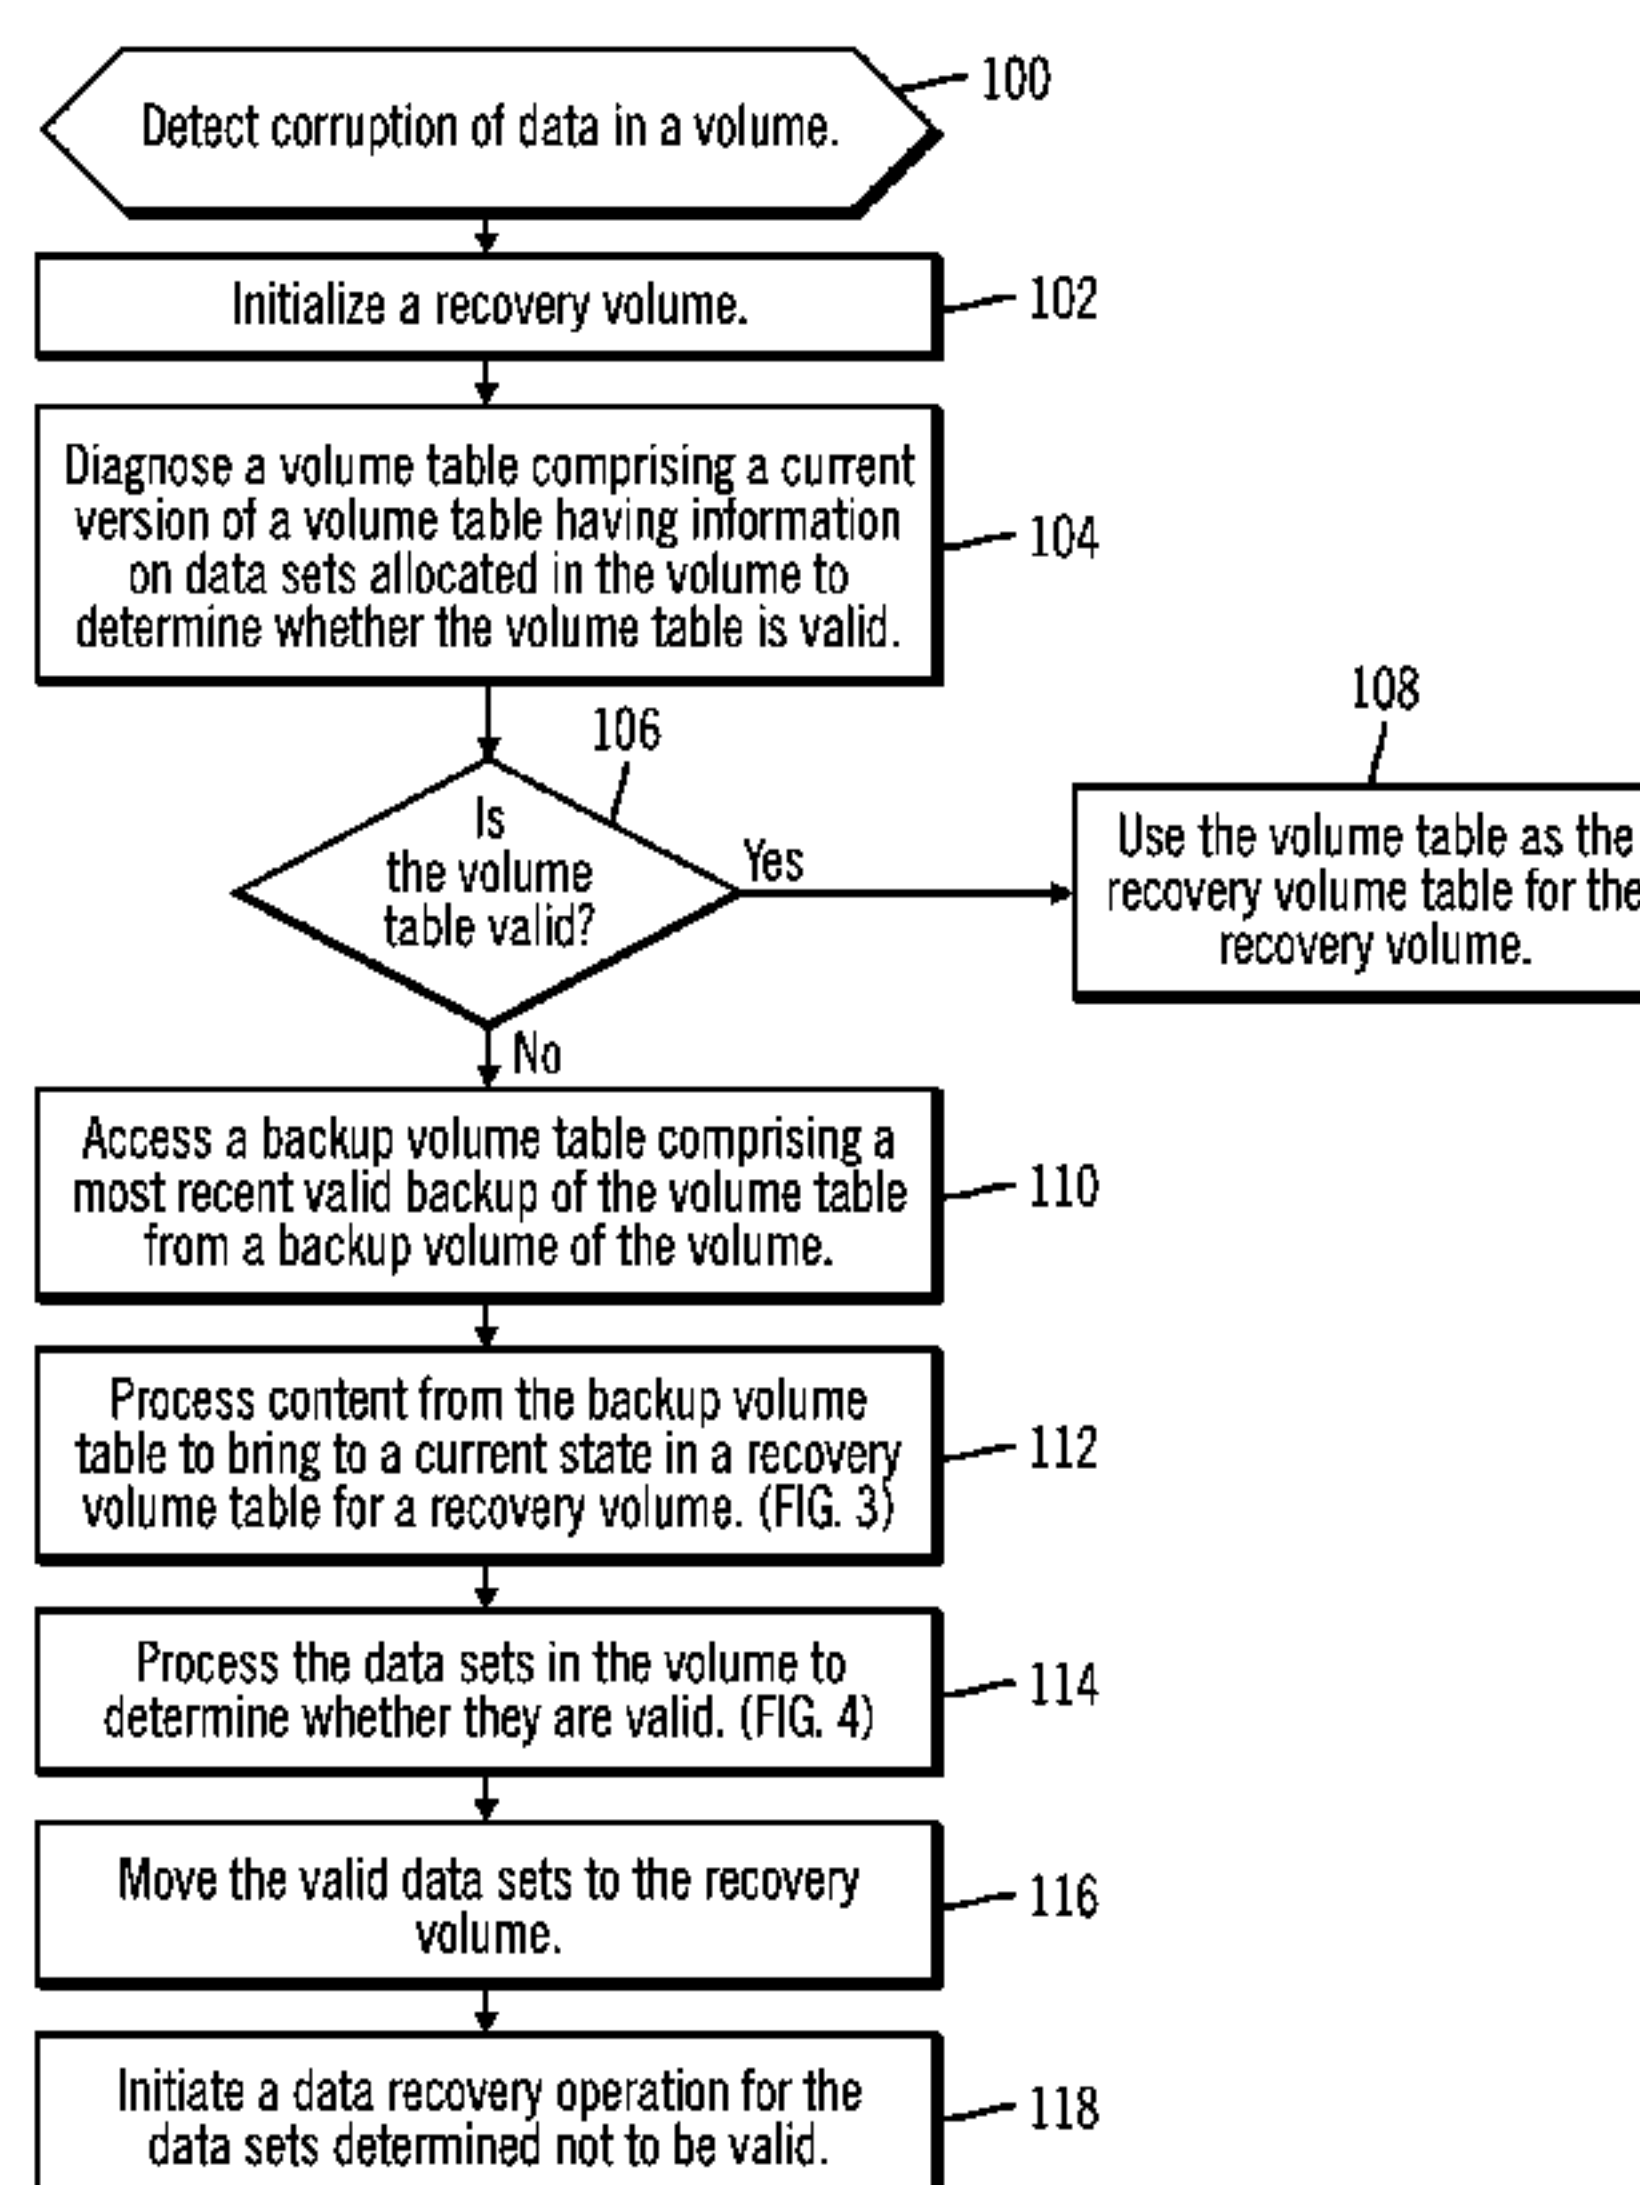 Detect corruption of data in a volume.
100
Initialize a recovery volume.
102
Diagnose a volume table comprising a current
version of a volume table having information
on data sets allocated in the volume to
determine whether the volume table is valid.
104
106
Is
the volume
table valid?
Yes
108
Use the volume table as the
recovery volume table for the
recovery volume.
No
Access a backup volume table comprising a
most recent valid backup of the volume table
from a backup volume of the volume.
110
Process content from the backup volume
table to bring to a current state in a recovery
volume table for a recovery volume. (FIG. 3)
112
Process the data sets in the volume to
determine whether they are valid. (FIG. 4)
114
Move the valid data sets to the recovery
volume.
116
Initiate a data recovery operation for the
data sets determined not to be valid.
118